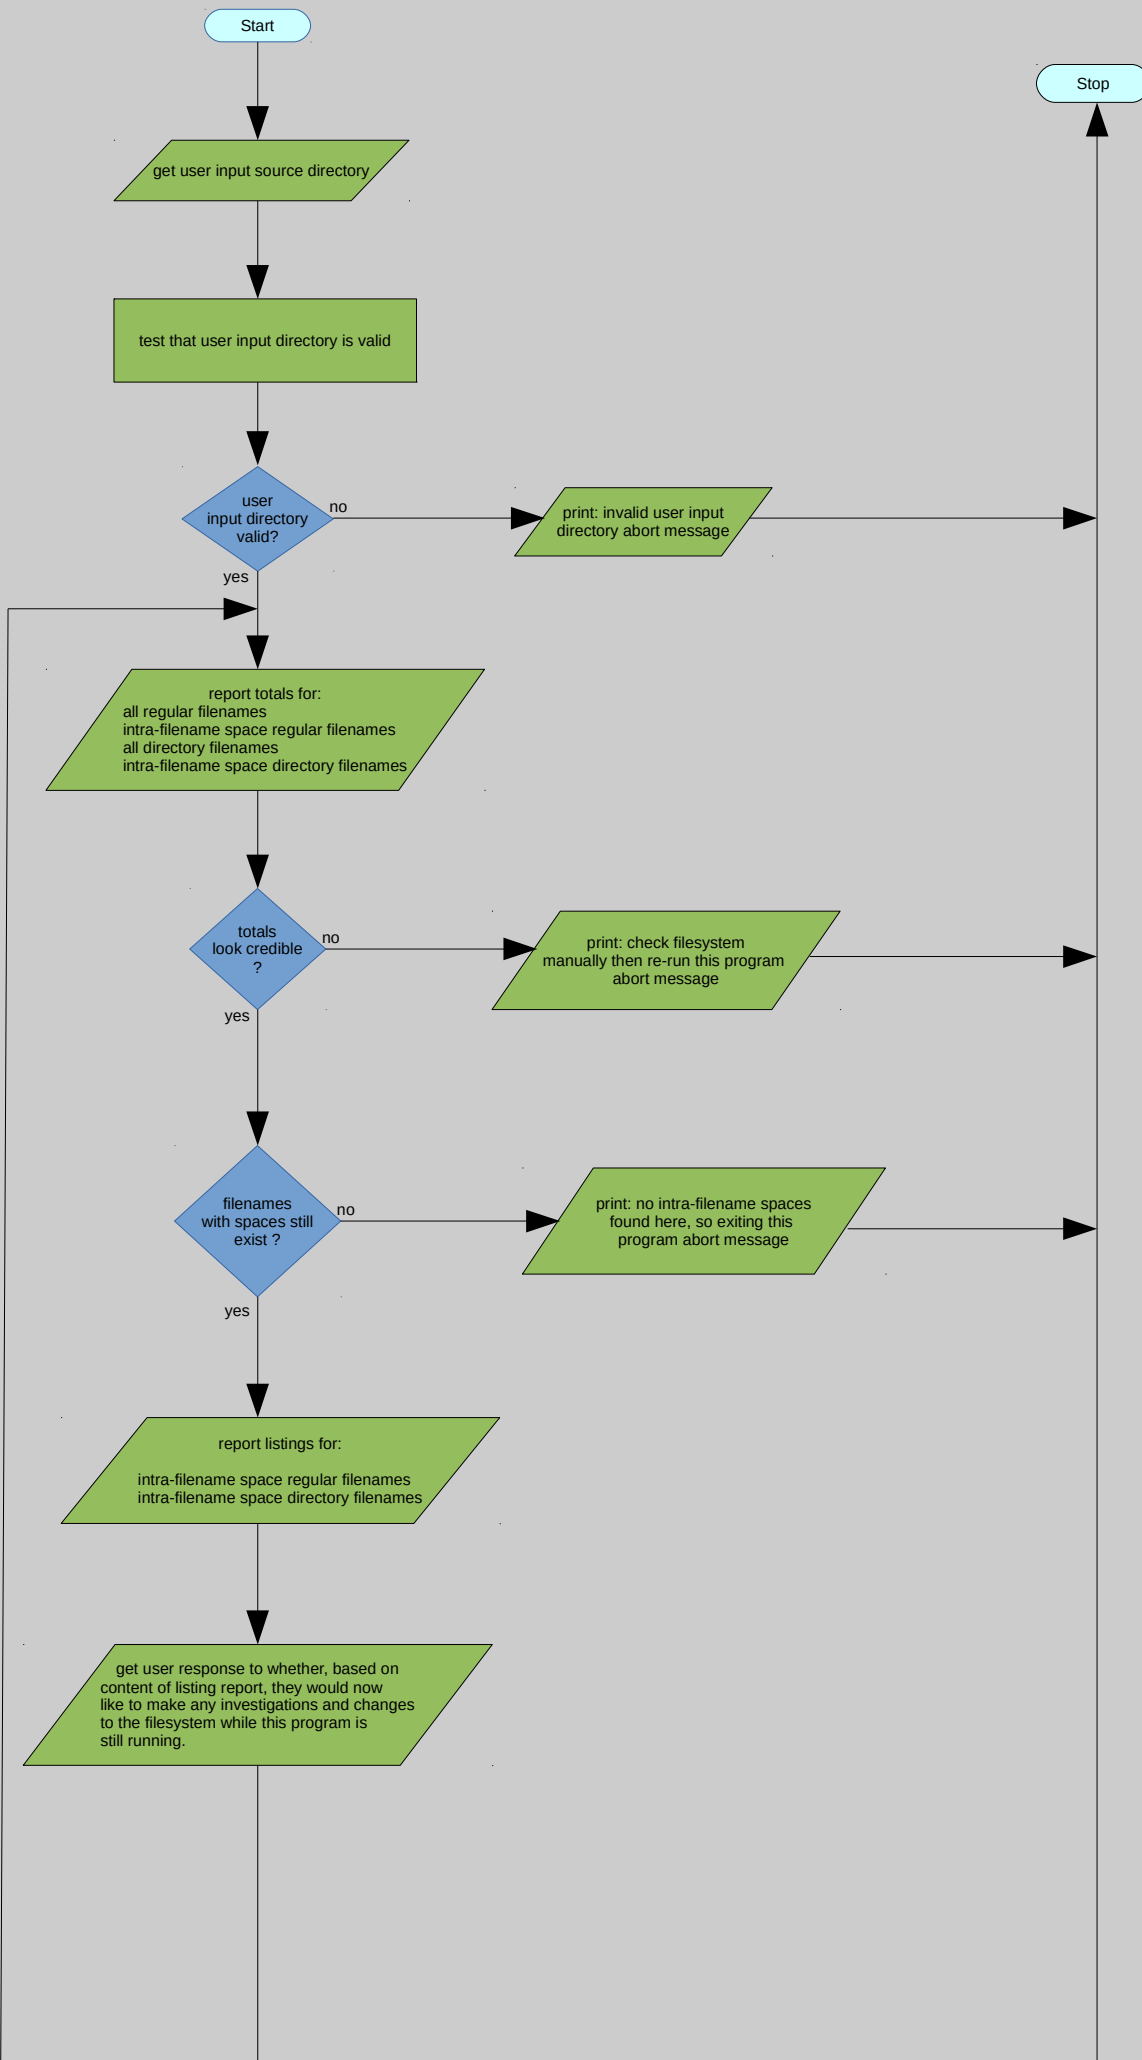 Start
Stop
get user input source directory
test that user input directory is valid
user
input directory
valid?
no
print: invalid user input
directory abort message
yes
report totals for:
all regular filenames
intra-filename space regular filenames
all directory filenames
intra-filename space directory filenames
totals
look credible
?
no
print: check filesystem
manually then re-run this program
abort message
yes
filenames
with spaces still
exist ?
no
print: no intra-filename spaces
found here, so exiting this
program abort message
yes
report listings for:
intra-filename space regular filenames
intra-filename space directory filenames
get user response to whether, based on
content of listing report, they would now
like to make any investigations and changes
to the filesystem while this program is
still running.